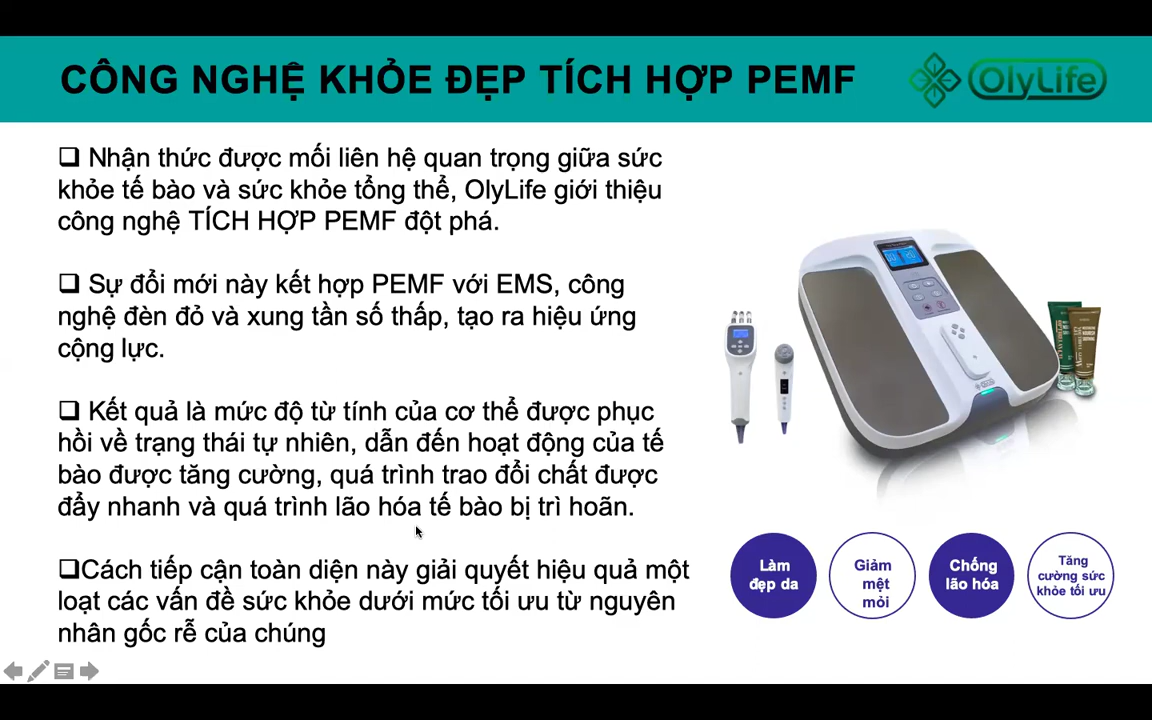 CÔNG NGHỆ KHỎE ĐẸP TÍCH HỢP PEMF
OlyLife
Nhận thức được mối liên hệ quan trọng giữa sức
khỏe tế bào và sức khỏe tổng thể, OlyLife giới thiệu
công nghệ TÍCH HỢP PEMF đột phá.
Sự đổi mới này kết hợp PEMF với EMS, công
nghệ đèn đỏ và xung tần số thấp, tạo ra hiệu ứng
cộng lực.
Kết quả là mức độ từ tính của cơ thể được phục
hồi về trạng thái tự nhiên, dẫn đến hoạt động của tế
bào được tăng cường, quá trình trao đổi chất được
đẩy nhanh và quá trình lão hóa tế bào bị trì hoãn.
Cách tiếp cận toàn diện này giải quyết hiệu quả một
loạt các vấn đề sức khỏe dưới mức tối ưu từ nguyên
nhân gốc rễ của chúng
Làm
đẹp da
Giảm
mệt
mỏi
Chống
lão hóa
Tăng
cường sức
khỏe tối ưu